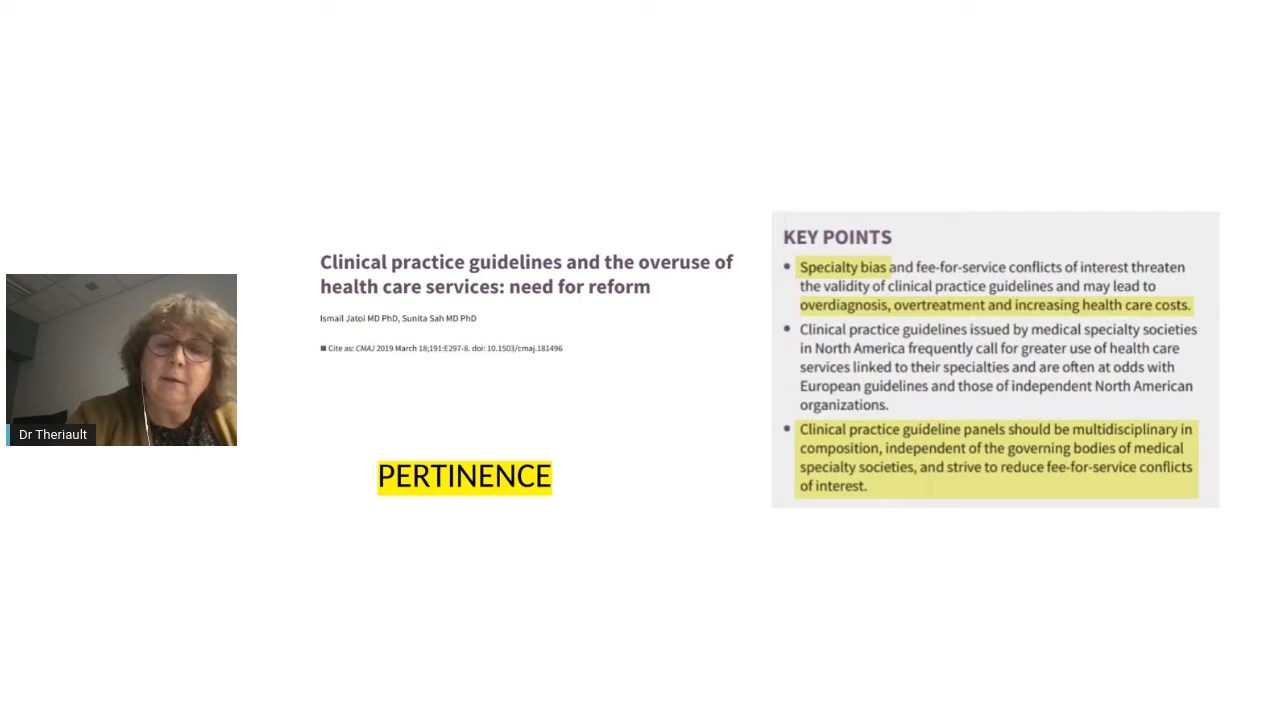 Clinical practice guidelines and the overuse of
health care services: need for reform
Ismail Jatoi MD PhD, Sunita Sah MD PhD
■ Cite as: CMAJ 2019 March 18;191:E297-8. doi: 10.1503/cmaj.181496
Dr Theriault
PERTINENCE
KEY POINTS
• Specialty bias and fee-for-service conflicts of interest threaten
the validity of clinical practice guidelines and may lead to
overdiagnosis, overtreatment and increasing health care costs.
• Clinical practice guidelines issued by medical specialty societies
in North America frequently call for greater use of health care
services linked to their specialties and are often at odds with
European guidelines and those of independent North American
organizations.
• Clinical practice guideline panels should be multidisciplinary in
composition, independent of the governing bodies of medical
specialty societies, and strive to reduce fee-for-service conflicts
of interest.